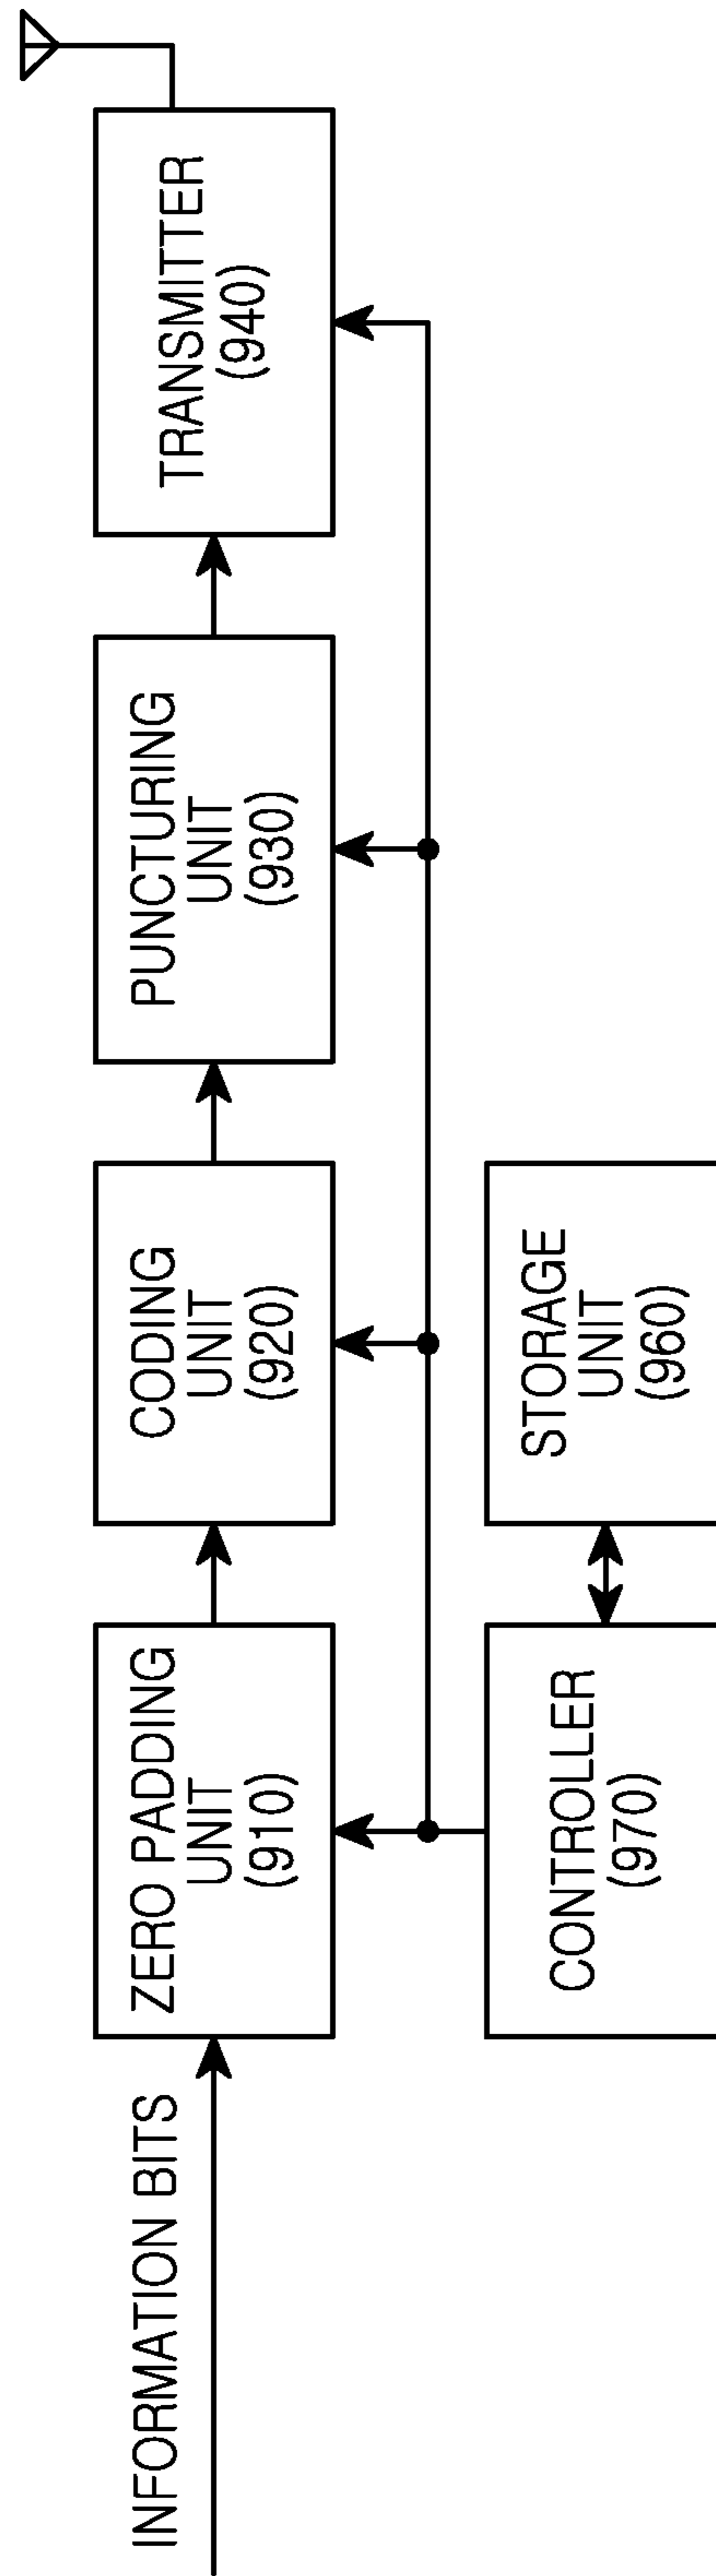 INFORMATION BITS
ZERO PADDING
UNIT
(910)
CODING
UNIT
(920)
PUNCTURING
UNIT
(930)
TRANSMITTER
(940)
CONTROLLER
(970)
STORAGE
UNIT
(960)